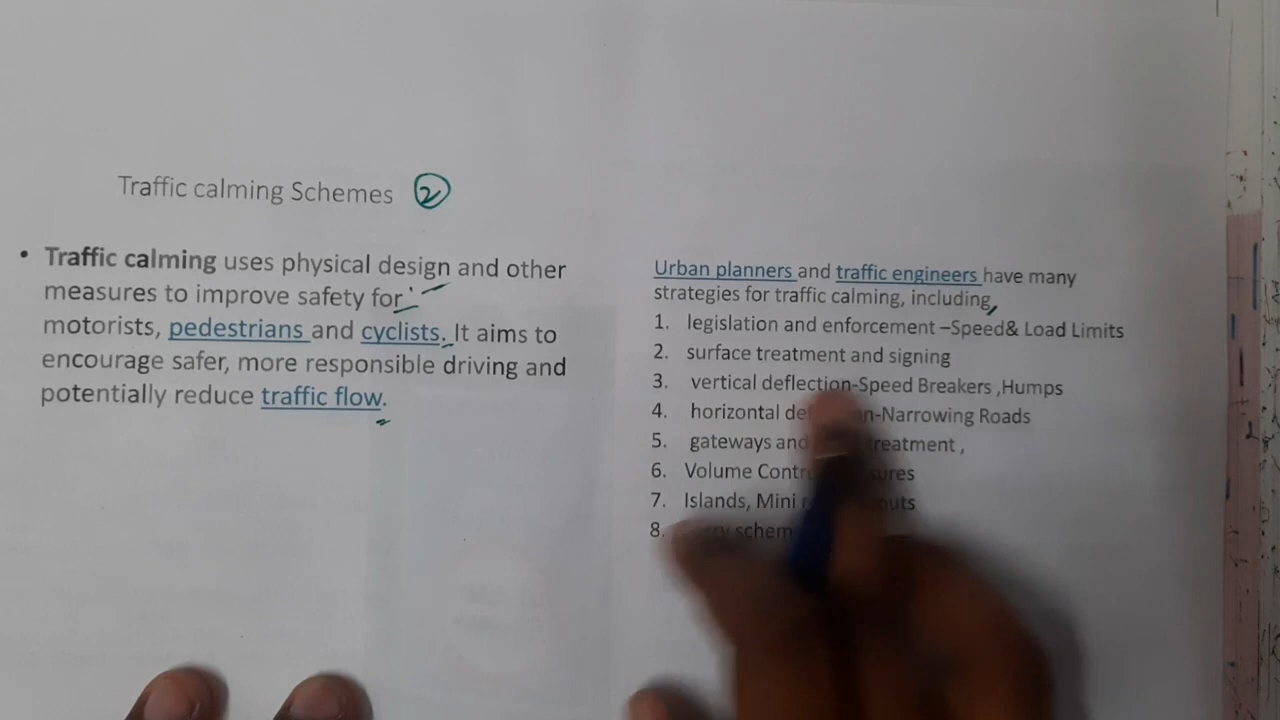 Traffic calming Schemes 2
• Traffic calming uses physical design and other
measures to improve safety for
motorists, pedestrians and cyclists. It aims to
encourage safer, more responsible driving and
potentially reduce traffic flow.
Urban planners and traffic engineers have many
strategies for traffic calming, including,
1. legislation and enforcement –Speed& Load Limits
2. surface treatment and signing
3. vertical deflection-Speed Breakers ,Humps
4. horizontal -Narrowing Roads
5. gateways and treatment ,
6. Volume
7. Islands, Mini
8.